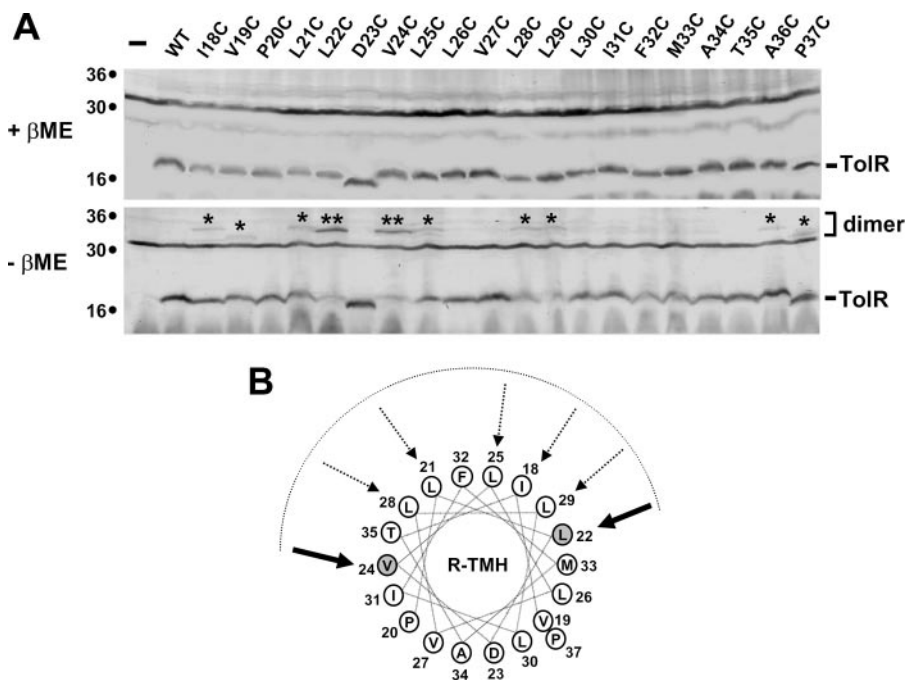 A
– WT I18C V19C P20C L21C L22C D23C V24C L25C L26C V27C L28C L29C L30C I31C F32C M33C A34C T35C A36C P37C
36●
30●
+ βME
16●
TolR
36●
* * * ** ** * * * * *
dimer
30●
- βME
16●
TolR
B
21 32 25 18
L F L I
28 L L 29
35 T L 22
24 V R-TMH M 33
31 I L 26
20 P V 19
27 V A D L P 37
34 23 30